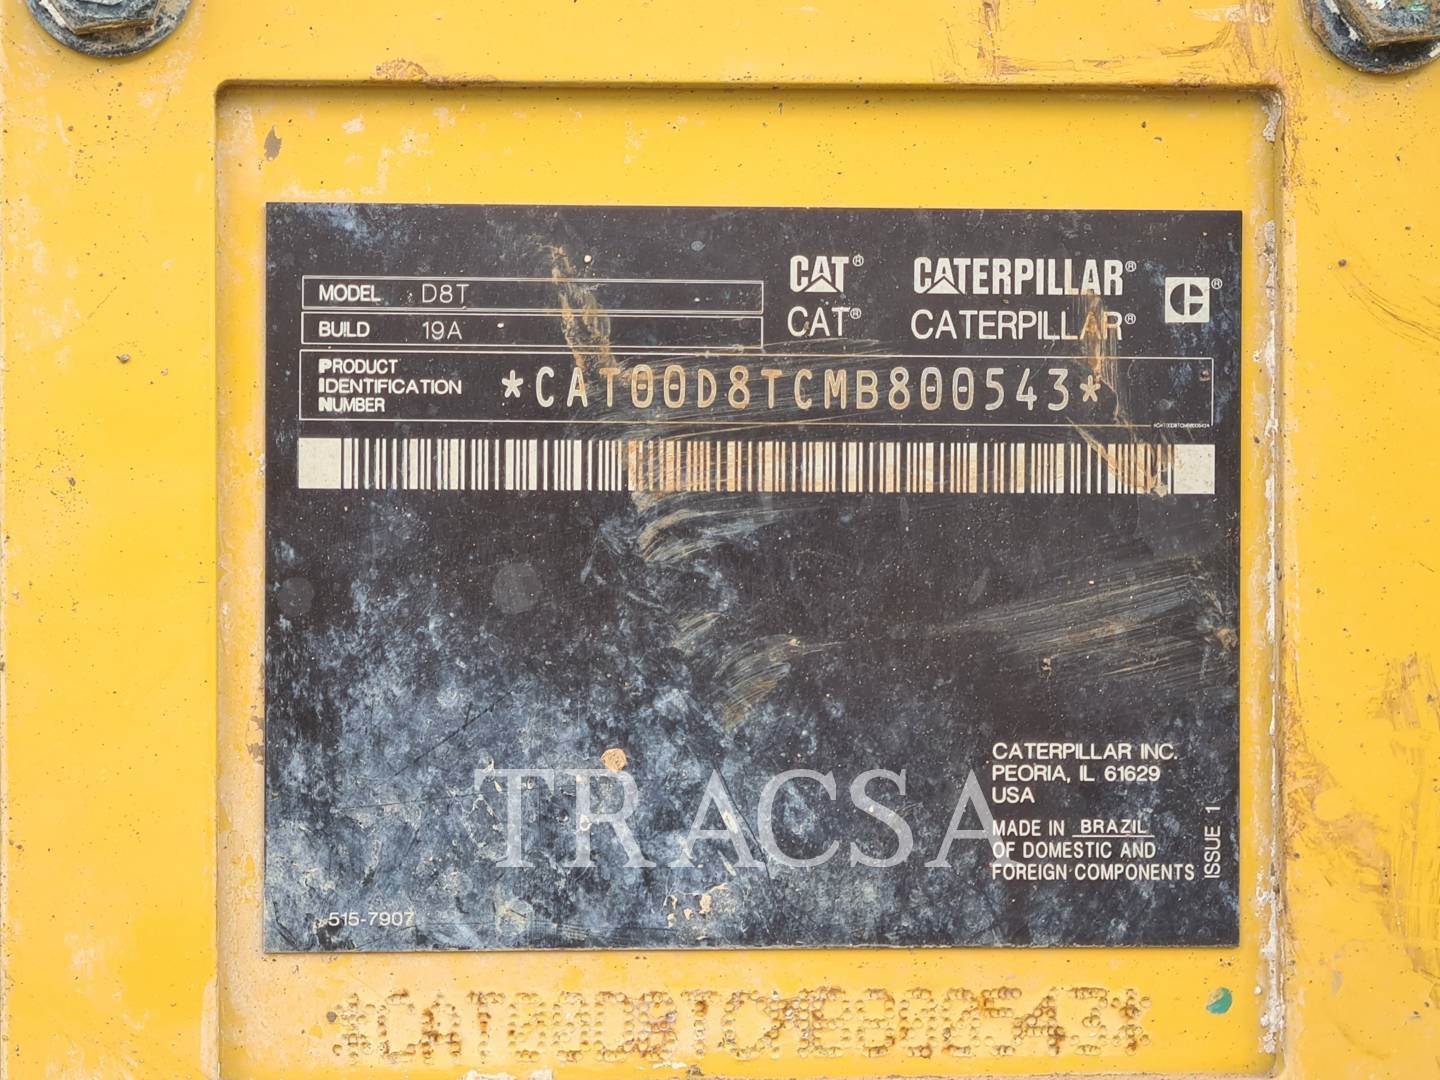 MODEL D8T
BUILD 19A
CAT® CATERPILLAR®
CAT® CATERPILLAR®
C®
PRODUCT
IDENTIFICATION
NUMBER
*CAT00D8TCMB800543*
CATERPILLAR INC.
PEORIA, IL 61629
USA
MADE IN BRAZIL
OF DOMESTIC AND
FOREIGN COMPONENTS
ISSUE 1
TRACSA
515-7907
*CAT00D8TCMB800543*